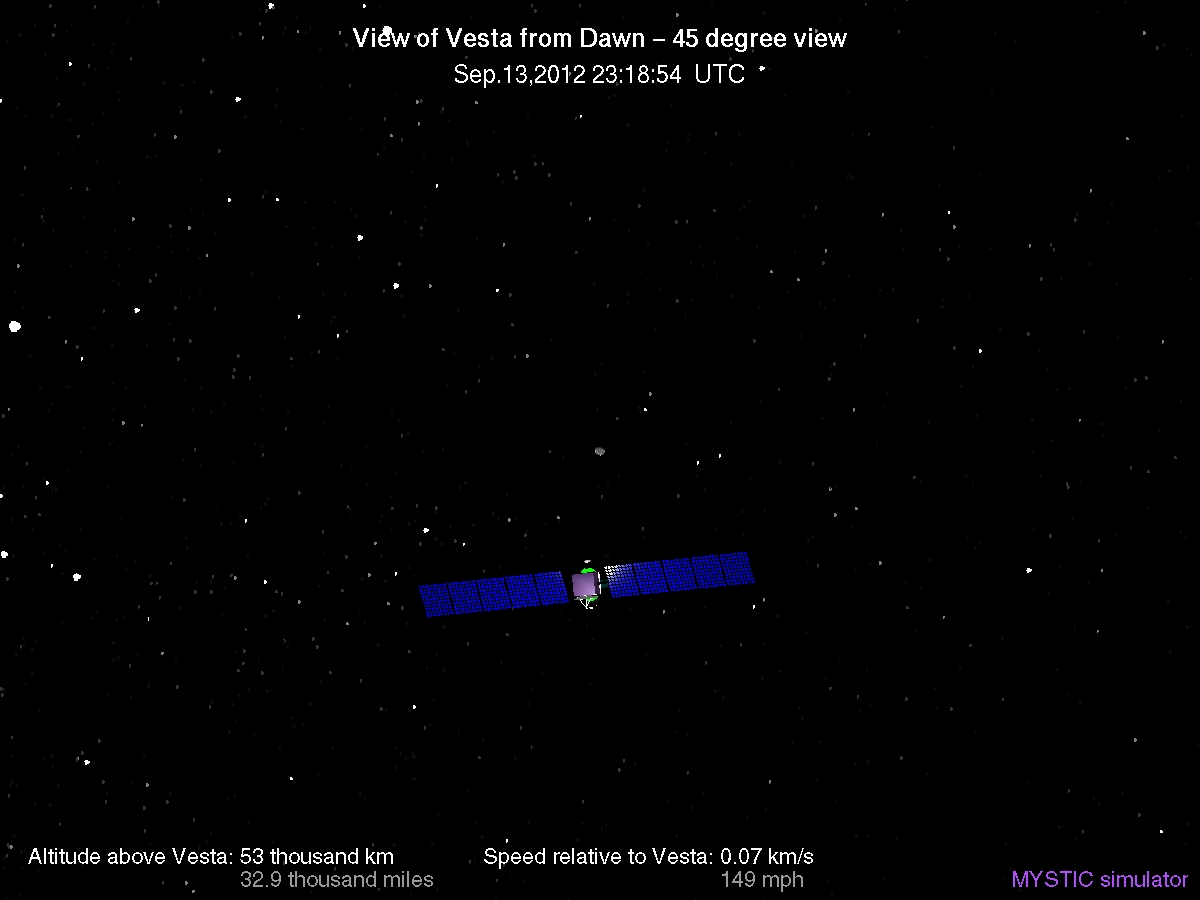 View of Vesta from Dawn – 45 degree view
Sep.13,2012 23:18:54 UTC
Altitude above Vesta: 53 thousand km
32.9 thousand miles
Speed relative to Vesta: 0.07 km/s
149 mph
MYSTIC simulator